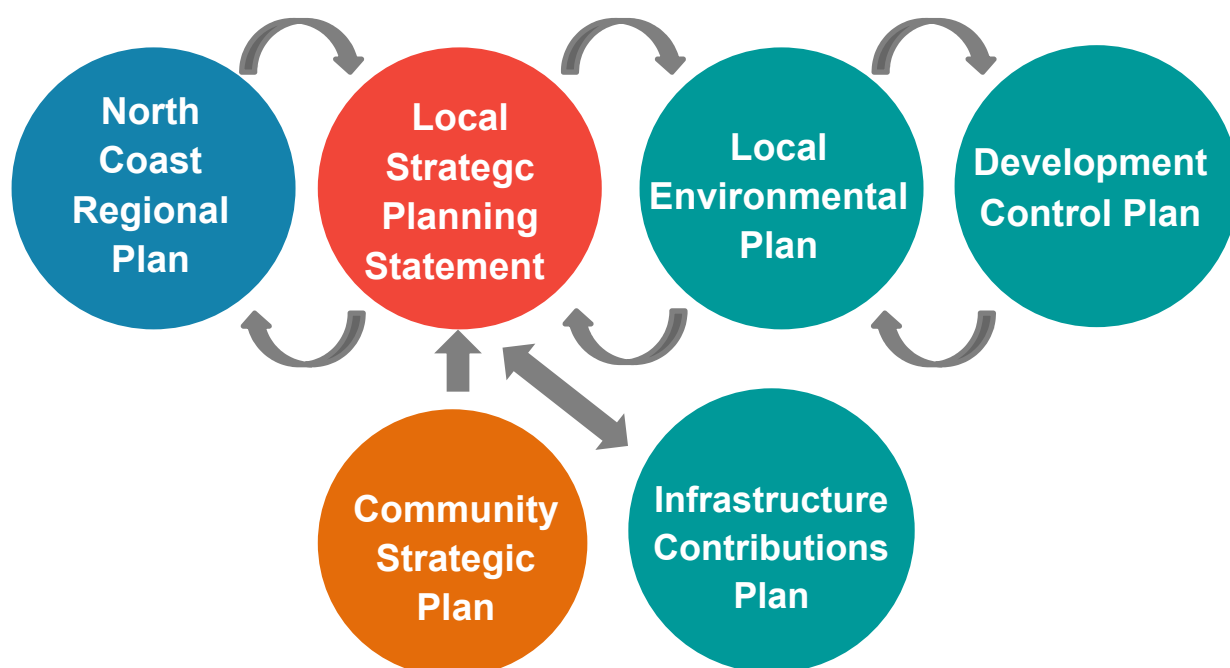 North
Coast
Regional
Plan
Local
Strategc
Planning
Statement
Local
Environmental
Plan
Development
Control Plan
Community
Strategic
Plan
Infrastructure
Contributions
Plan